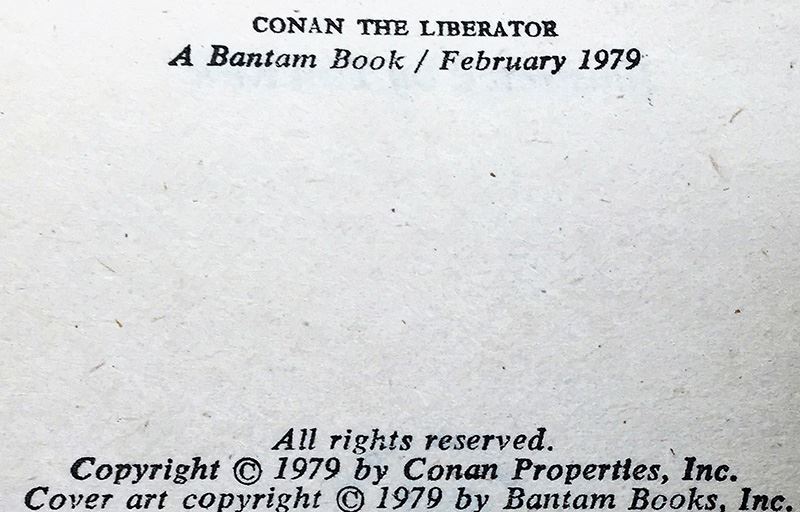 CONAN THE LIBERATOR
A Bantam Book / February 1979
All rights reserved.
Copyright © 1979 by Conan Properties, Inc.
Cover art copyright © 1979 by Bantam Books, Inc.